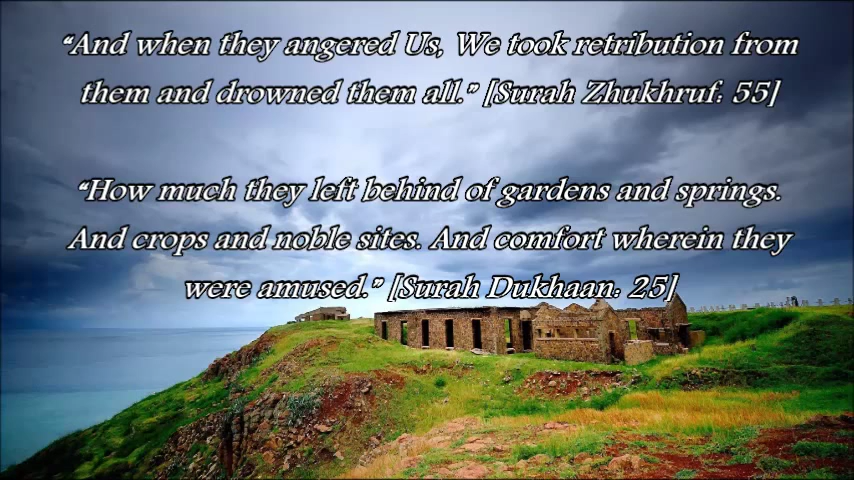 “And when they angered Us, We took retribution from
them and drowned them all.” [Surah Zhukhruf: 55]
“How much they left behind of gardens and springs.
And crops and noble sites. And comfort wherein they
were amused.” [Surah Dukhaan: 25]